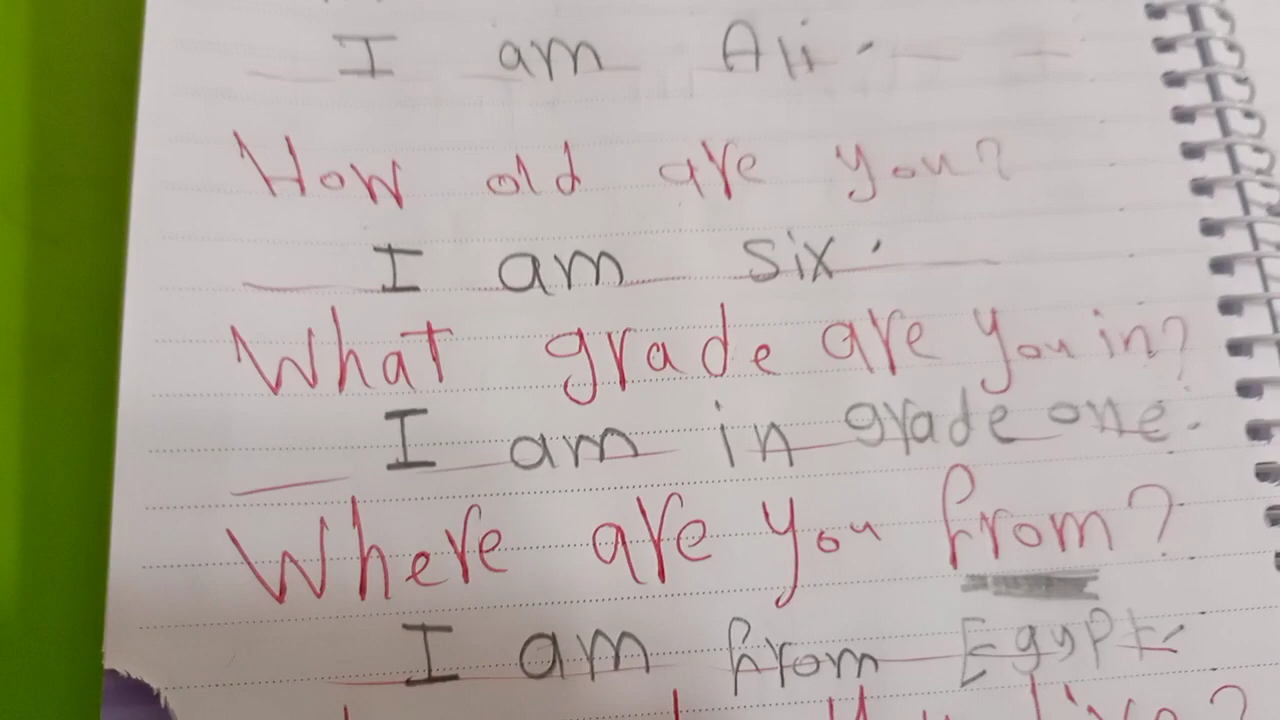 I am Ali.
How old are you?
I am six.
What grade are you in?
I am in grade one.
Where are you from?
I am from Egypt.
live?